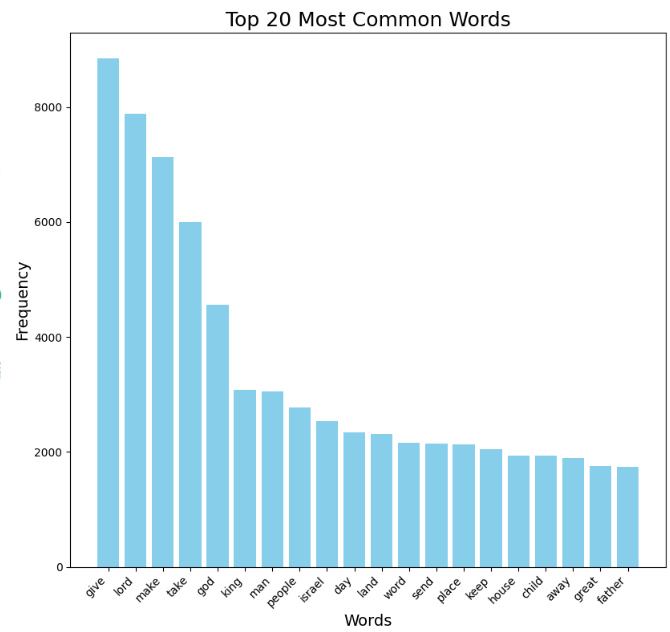 Top 20 Most Common Words
Frequency
8000
6000
4000
2000
0
give lord make take god king man people israel day land word send place keep house child away great father
Words